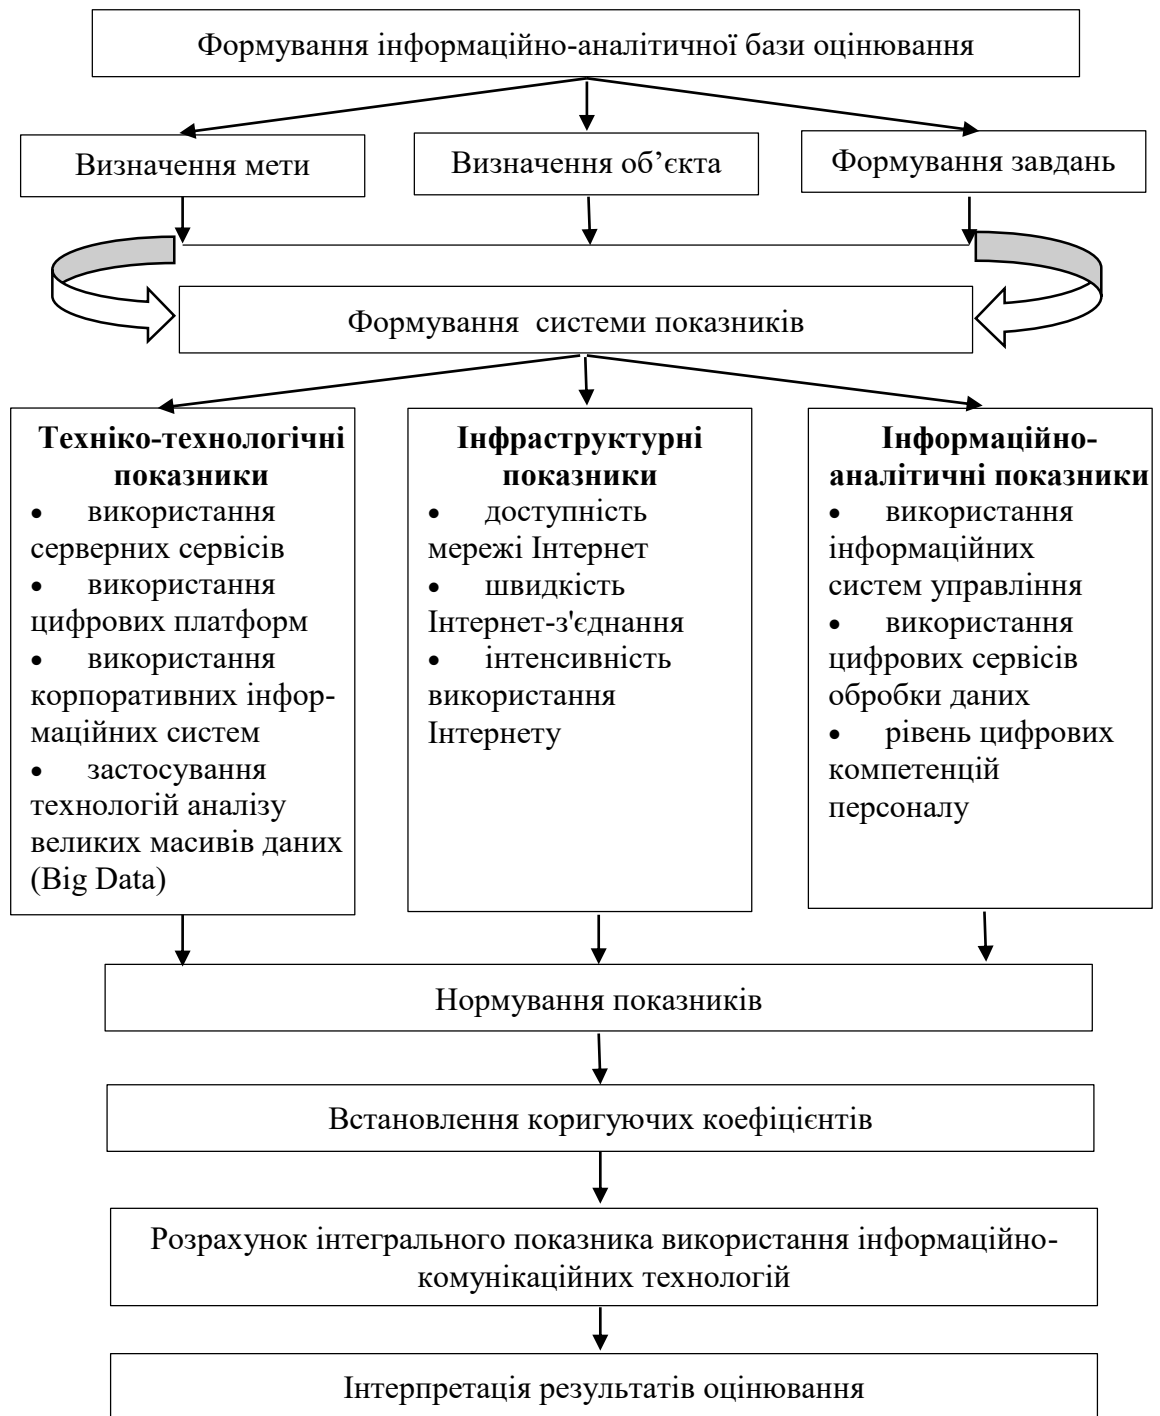 Формування інформаційно-аналітичної бази оцінювання
Визначення мети
Визначення об’єкта
Формування завдань
Формування системи показників
Техніко-технологічні
показники
• використання
серверних сервісів
• використання
цифрових платформ
• використання
корпоративних інфор-
маційних систем
• застосування
технологій аналізу
великих масивів даних
(Big Data)
Інфраструктурні
показники
• доступність
мережі Інтернет
• швидкість
Інтернет-з'єднання
• інтенсивність
використання
Інтернету
Інформаційно-
аналітичні показники
• використання
інформаційних
систем управління
• використання
цифрових сервісів
обробки даних
• рівень цифрових
компетенцій
персоналу
Нормування показників
Встановлення коригуючих коефіцієнтів
Розрахунок інтегрального показника використання інформаційно-
комунікаційних технологій
Інтерпретація результатів оцінювання